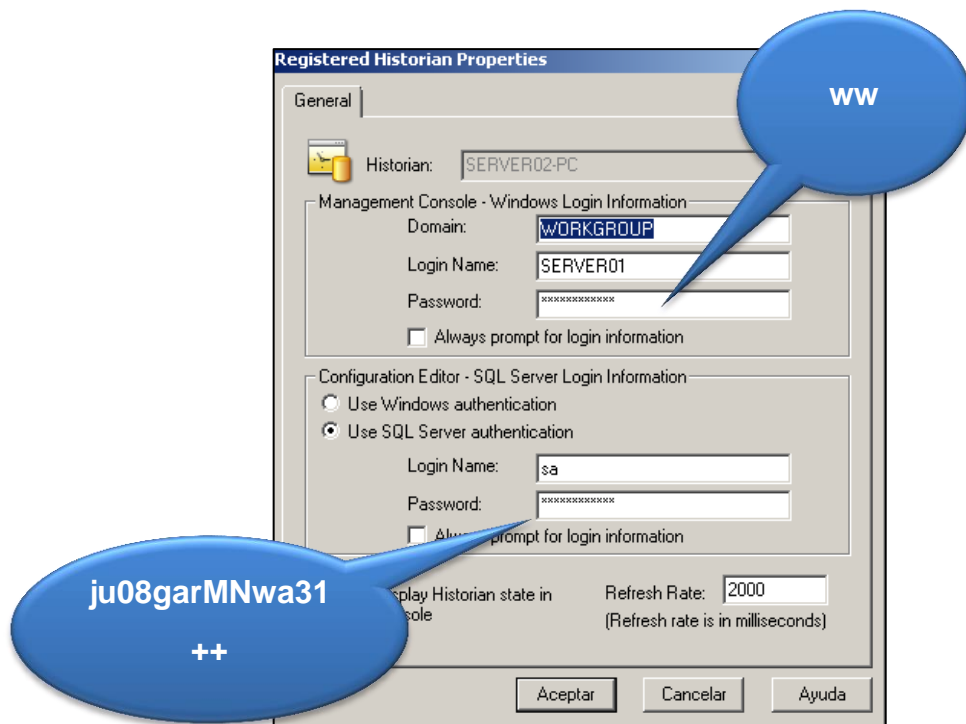 Registered Historian Properties
General
ww
Historian: SERVER02-PC
Management Console - Windows Login Information
Domain: WORKGROUP
Login Name: SERVER01
Password: ************
Always prompt for login information
Configuration Editor - SQL Server Login Information
Use Windows authentication
Use SQL Server authentication
Login Name: sa
Password: ************
prompt for login information
ju08garMNwa31
++
Historian state in
Refresh Rate: 2000
(Refresh rate is in milliseconds)
Aceptar Cancelar Ayuda